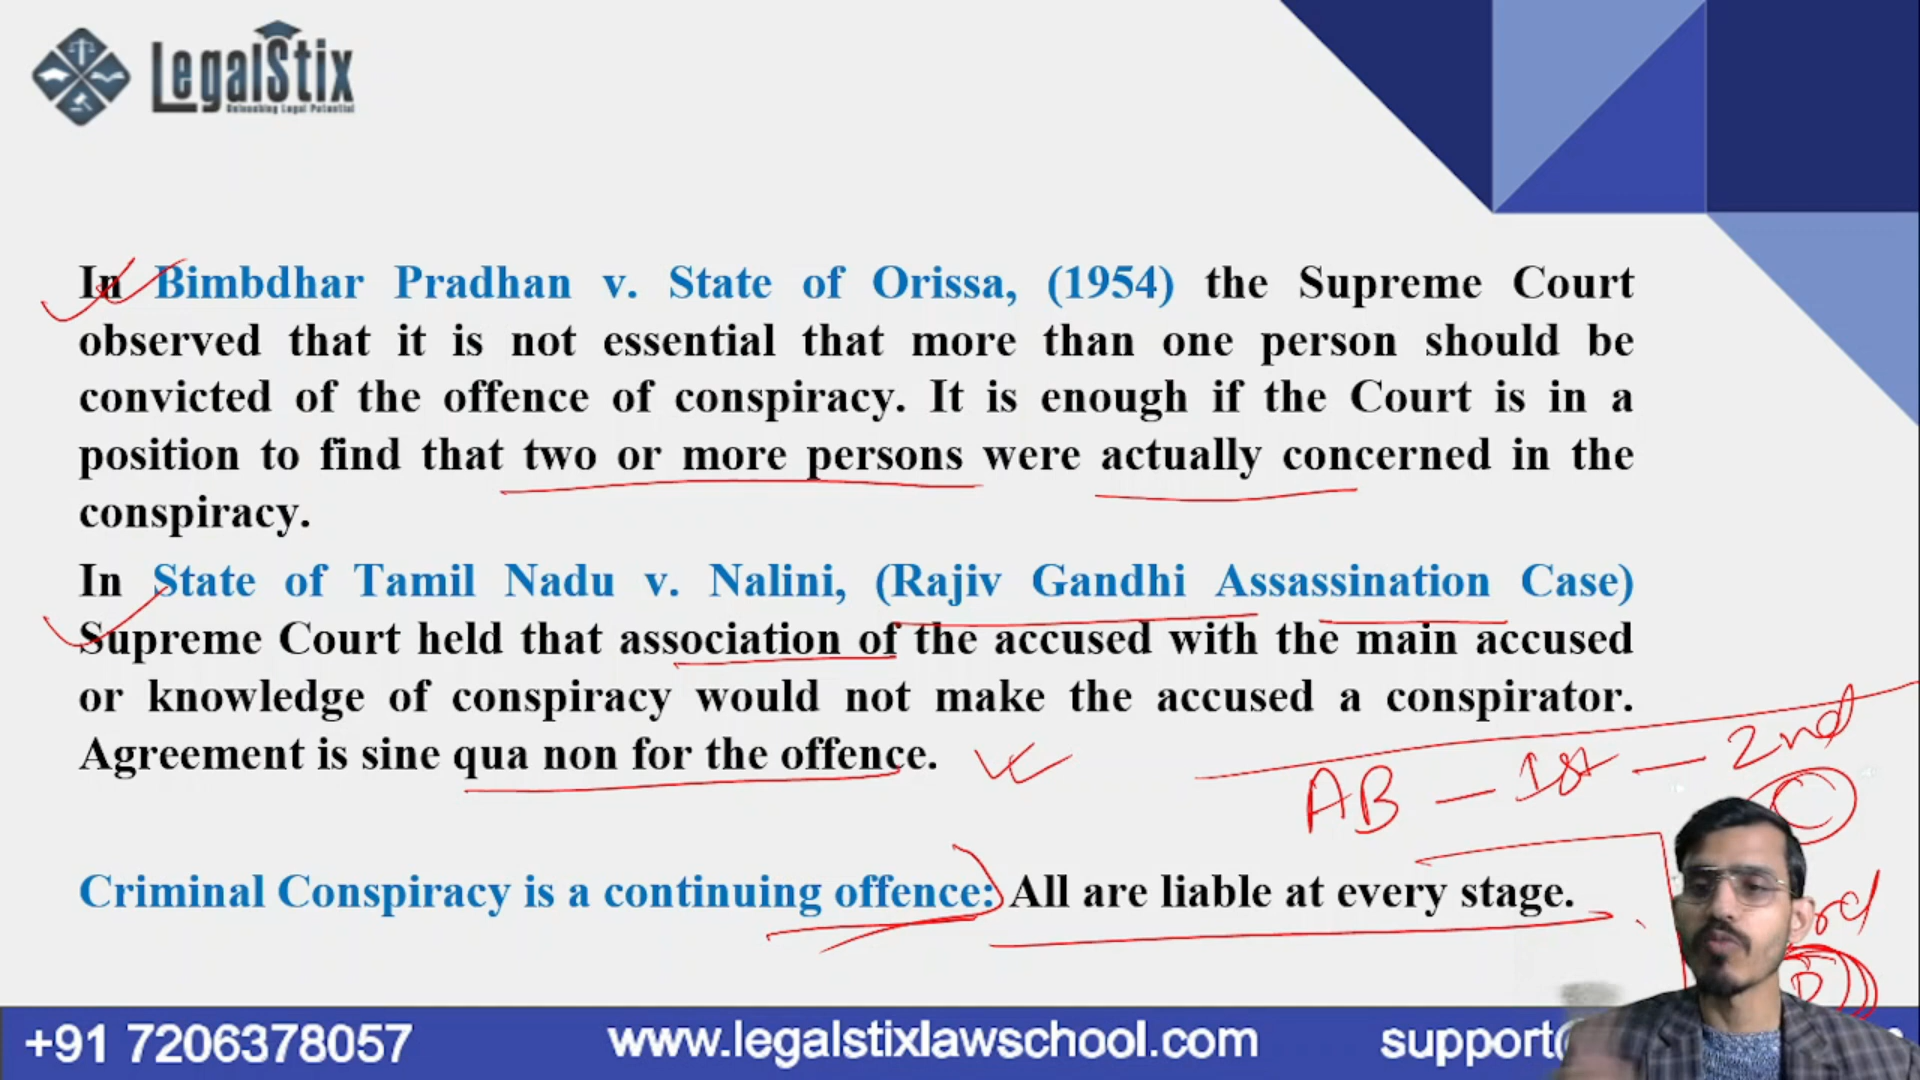 LegalStix
Unlocking Legal Potential
In Bimbdhar Pradhan v. State of Orissa, (1954) the Supreme Court
observed that it is not essential that more than one person should be
convicted of the offence of conspiracy. It is enough if the Court is in a
position to find that two or more persons were actually concerned in the
conspiracy.
In State of Tamil Nadu v. Nalini, (Rajiv Gandhi Assassination Case)
Supreme Court held that association of the accused with the main accused
or knowledge of conspiracy would not make the accused a conspirator.
Agreement is sine qua non for the offence.
AB — 1st — 2nd
C
Criminal Conspiracy is a continuing offence: All are liable at every stage.
rd
D
+91 7206378057 www.legalstixlawschool.com support@